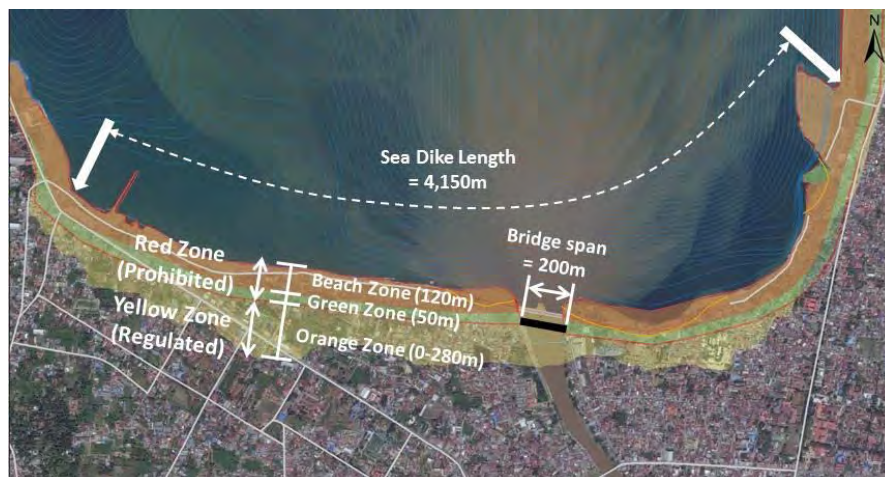 N
Sea Dike Length
= 4,150m
Bridge span
= 200m
Red Zone
(Prohibited)
Beach Zone (120m)
Green Zone (50m)
Yellow Zone
(Regulated)
Orange Zone (0-280m)